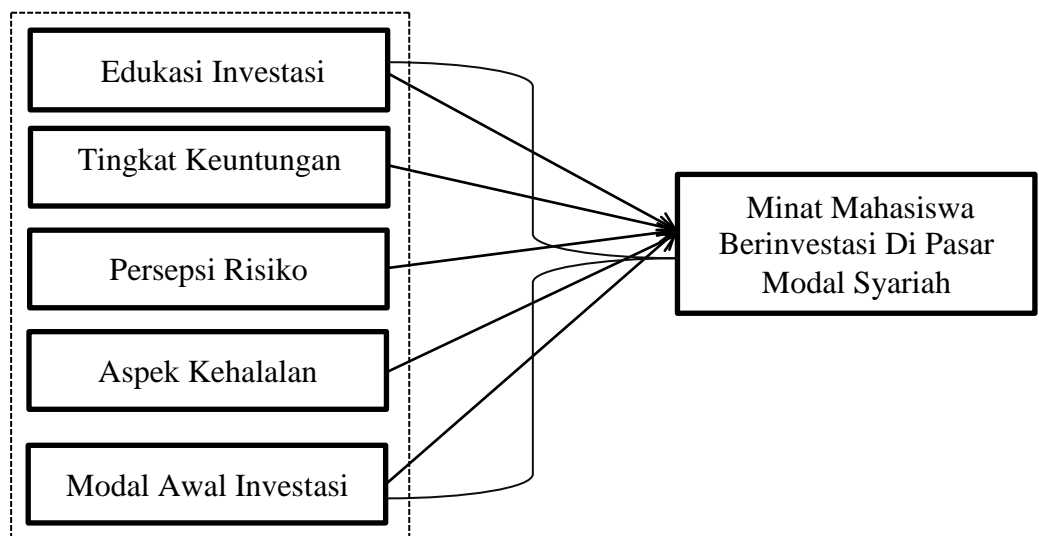 Edukasi Investasi
Tingkat Keuntungan
Persepsi Risiko
Aspek Kehalalan
Modal Awal Investasi
Minat Mahasiswa
Berinvestasi Di Pasar
Modal Syariah